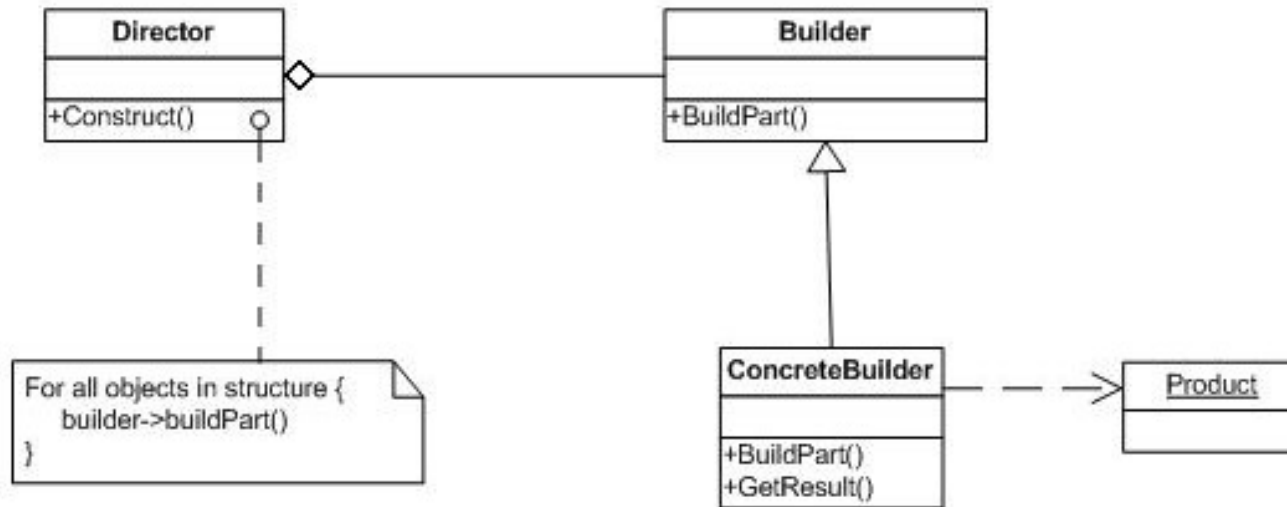 Director
+Construct()
Builder
+BuildPart()
For all objects in structure {
builder->buildPart()
}
ConcreteBuilder
+BuildPart()
+GetResult()
Product